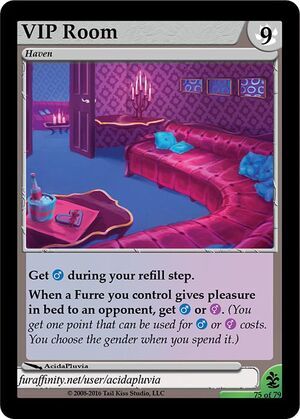 VIP Room 9
Haven
Get ♂ during your refill step.
When a Furre you control gives pleasure
in bed to an opponent, get ♂ or ⚥. (You
get one point that can be used for ♂ or ⚥ costs.
You choose the gender when you spend it.)
AcidaPluvia
furaffinity.net/user/acidapluvia
75 of 79
© 2008-2016 Tail Kiss Studio, LLC